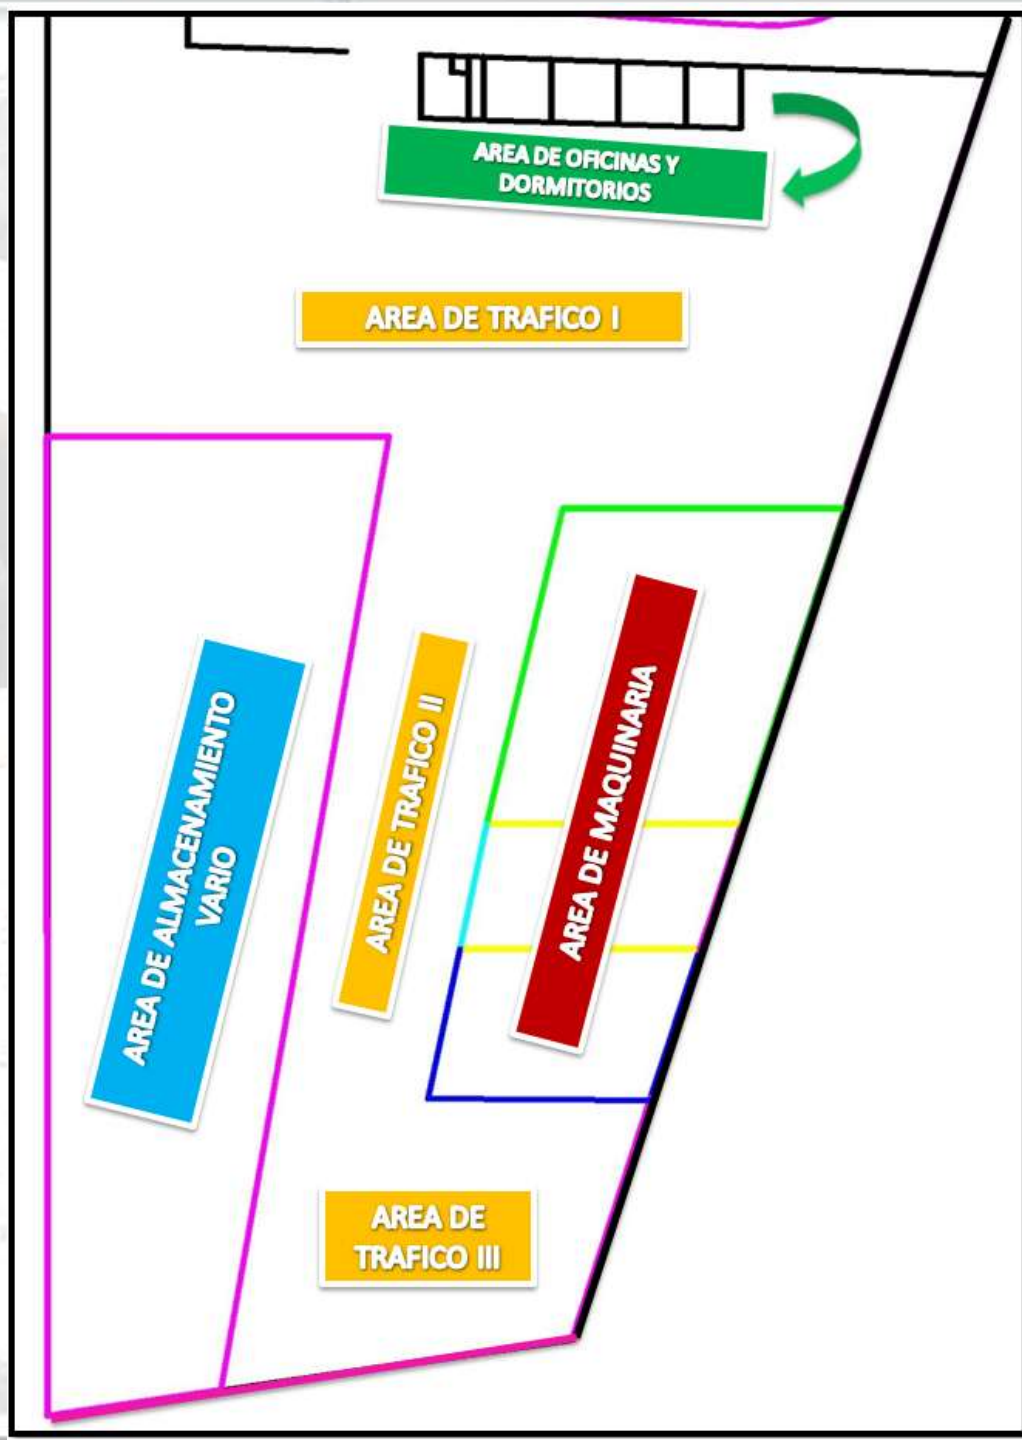 AREA DE OFICINAS Y
DORMITORIOS
AREA DE TRAFICO I
AREA DE ALMACENAMIENTO
VARIO
AREA DE TRAFICO II
AREA DE MAQUINARIA
AREA DE
TRAFICO III